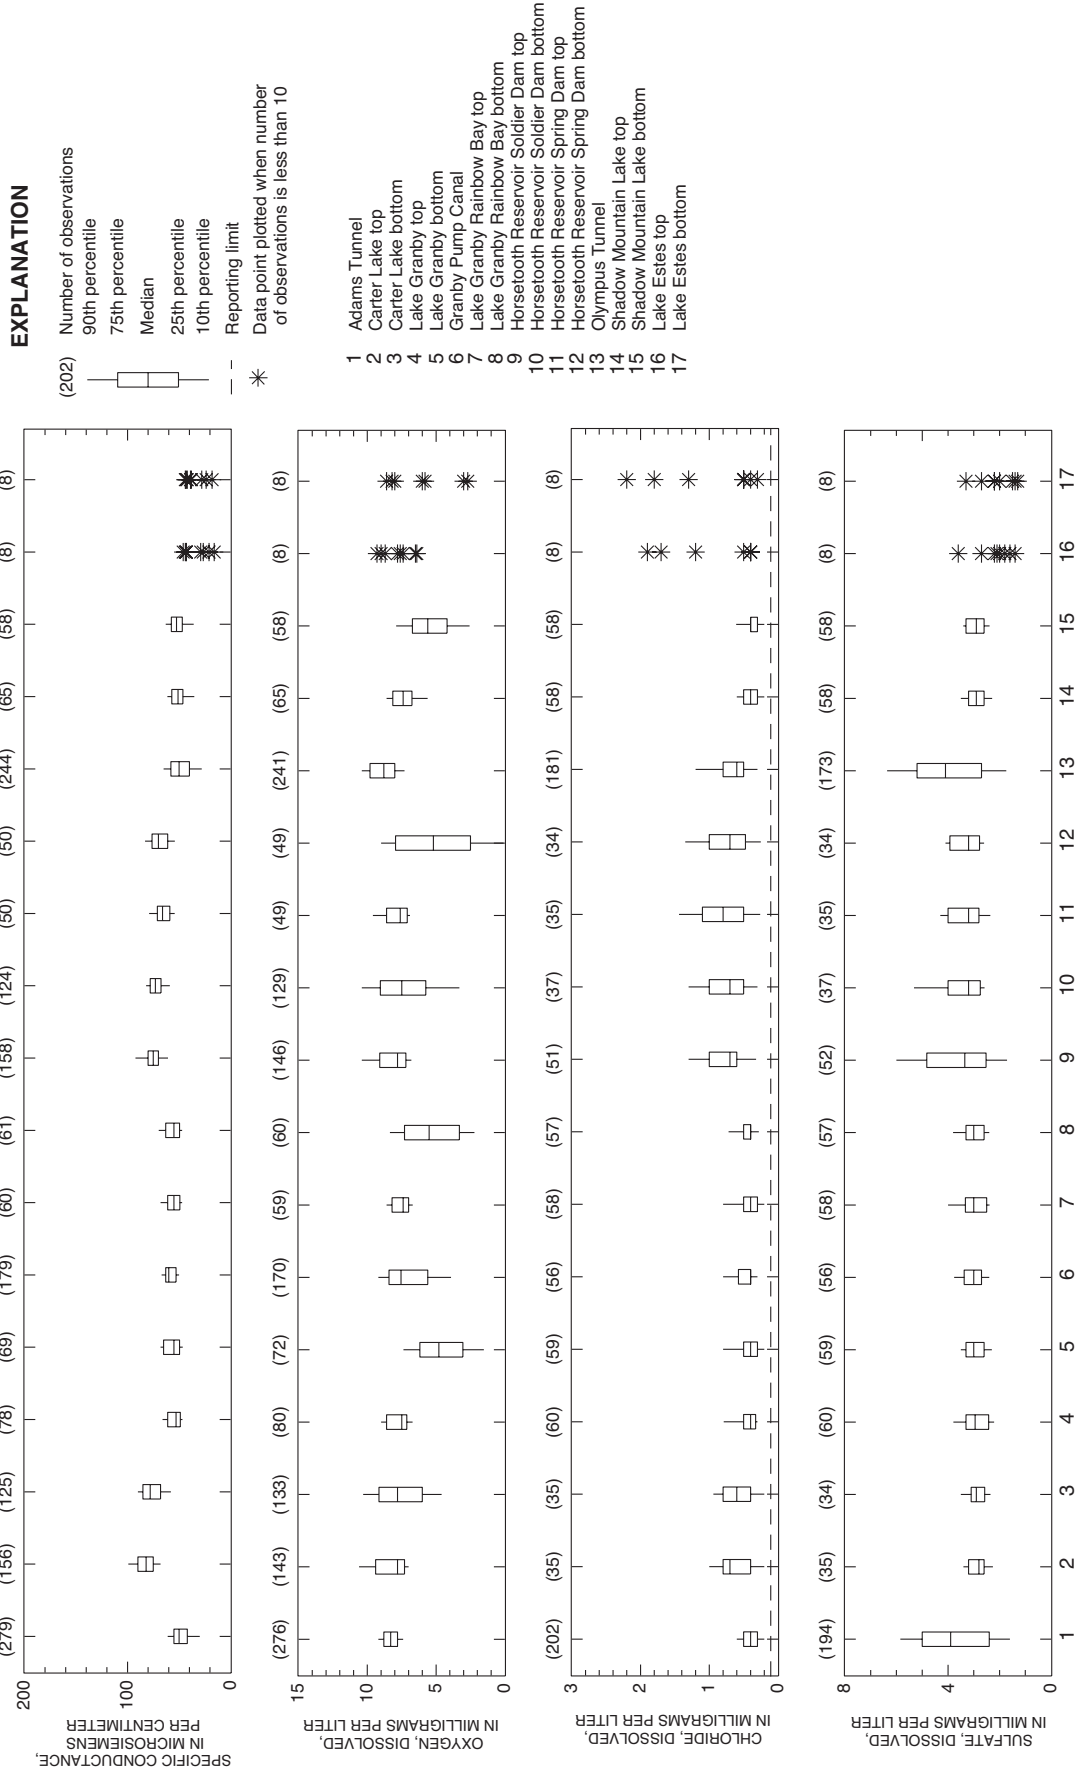 SPECIFIC CONDUCTANCE,
IN MICROSIEMENS
PER CENTIMETER
200
100
0
(279)
(156)
(125)
(78)
(69)
(179)
(60)
(61)
(158)
(124)
(50)
(50)
(244)
(65)
(58)
(8)
(8)
OXYGEN, DISSOLVED,
IN MILLIGRAMS PER LITER
15
10
5
0
(276)
(143)
(133)
(80)
(72)
(170)
(59)
(60)
(146)
(129)
(49)
(49)
(241)
(65)
(58)
(8)
(8)
CHLORIDE, DISSOLVED,
IN MILLIGRAMS PER LITER
3
2
1
0
(202)
(35)
(35)
(60)
(59)
(56)
(58)
(57)
(51)
(37)
(35)
(34)
(181)
(58)
(58)
(8)
(8)
SULFATE, DISSOLVED,
IN MILLIGRAMS PER LITER
8
4
0
(194)
(35)
(34)
(60)
(59)
(56)
(58)
(57)
(52)
(37)
(35)
(34)
(173)
(58)
(58)
(8)
(8)
1
2
3
4
5
6
7
8
9
10
11
12
13
14
15
16
17
EXPLANATION
(202) Number of observations
90th percentile
75th percentile
Median
25th percentile
10th percentile
Reporting limit
Data point plotted when number
of observations is less than 10
1 Adams Tunnel
2 Carter Lake top
3 Carter Lake bottom
4 Lake Granby top
5 Lake Granby bottom
6 Granby Pump Canal
7 Lake Granby Rainbow Bay top
8 Lake Granby Rainbow Bay bottom
9 Horsetooth Reservoir Soldier Dam top
10 Horsetooth Reservoir Soldier Dam bottom
11 Horsetooth Reservoir Spring Dam top
12 Horsetooth Reservoir Spring Dam bottom
13 Olympus Tunnel
14 Shadow Mountain Lake top
15 Shadow Mountain Lake bottom
16 Lake Estes top
17 Lake Estes bottom